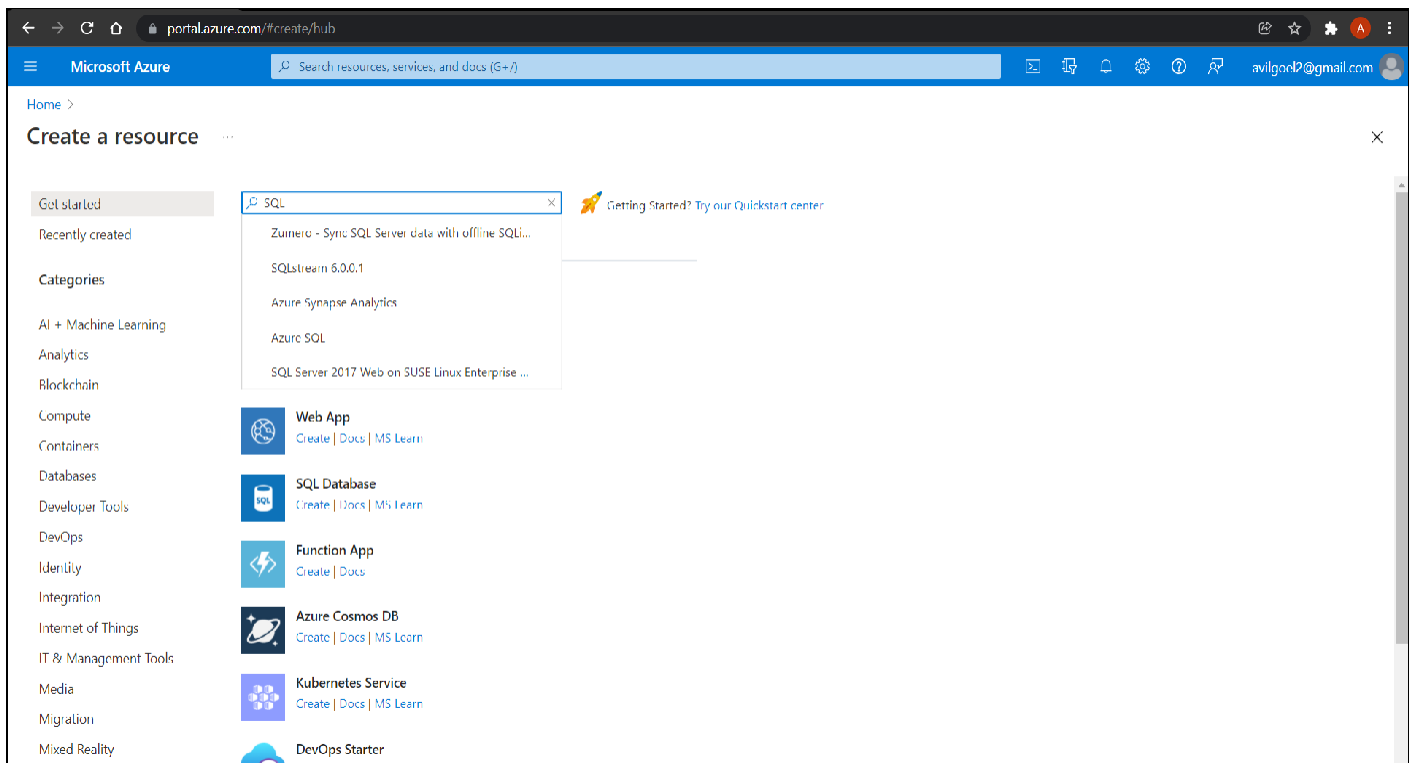 portal.azure.com/#create/hub
A
Microsoft Azure
Search resources, services, and docs (G+/)
avilgoel2@gmail.com
Home >
Create a resource ...
Get started
Recently created
Categories
AI + Machine Learning
Analytics
Blockchain
Compute
Containers
Databases
Developer Tools
DevOps
Identity
Integration
Internet of Things
IT & Management Tools
Media
Migration
Mixed Reality
SQL
Getting Started? Try our Quickstart center
Zumero - Sync SQL Server data with offline SQLi...
SQLstream 6.0.0.1
Azure Synapse Analytics
Azure SQL
SQL Server 2017 Web on SUSE Linux Enterprise ...
Web App
Create | Docs | MS Learn
SQL
SQL Database
Create | Docs | MS Learn
Function App
Create | Docs
Azure Cosmos DB
Create | Docs | MS Learn
Kubernetes Service
Create | Docs | MS Learn
DevOps Starter